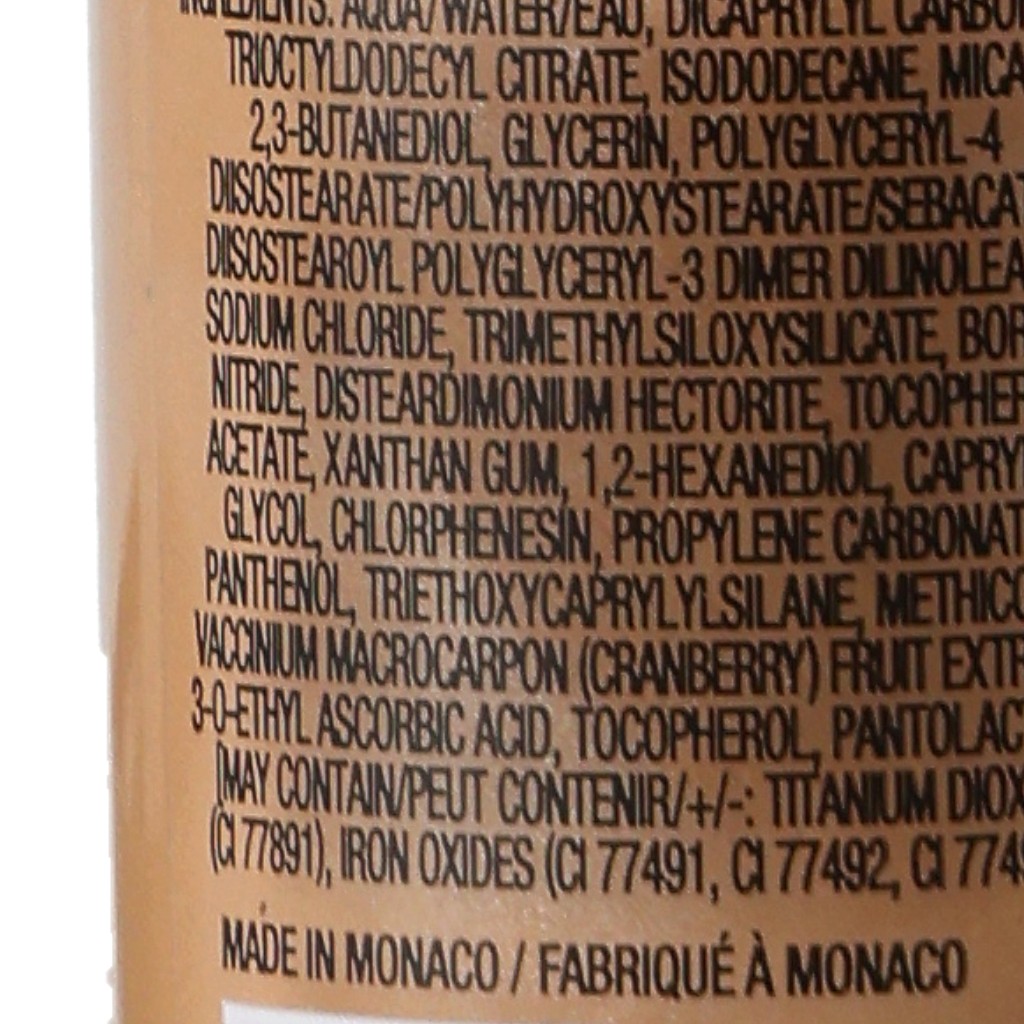 INGREDIENTS: AQUA/WATER/EAU, DICAPRYLYL CARBON
TRIOCTYLDODECYL CITRATE, ISODODECANE, MICA
2,3-BUTANEDIOL, GLYCERIN, POLYGLYCERYL-4
DIISOSTEARATE/POLYHYDROXYSTEARATE/SEBACAT
DIISOSTEAROYL POLYGLYCERYL-3 DIMER DILINOLEA
SODIUM CHLORIDE, TRIMETHYLSILOXYSILICATE, BOR
NITRIDE, DISTEARDIMONIUM HECTORITE, TOCOPHER
ACETATE, XANTHAN GUM, 1,2-HEXANEDIOL, CAPRY
GLYCOL, CHLORPHENESIN, PROPYLENE CARBONAT
PANTHENOL, TRIETHOXYCAPRYLYLSILANE, METHICO
VACCINIUM MACROCARPON (CRANBERRY) FRUIT EXTR
3-O-ETHYL ASCORBIC ACID, TOCOPHEROL, PANTOLAC
[MAY CONTAIN/PEUT CONTENIR/+/-: TITANIUM DIOX
(CI 77891), IRON OXIDES (CI 77491, CI 77492, CI 7749
MADE IN MONACO / FABRIQUÉ À MONACO